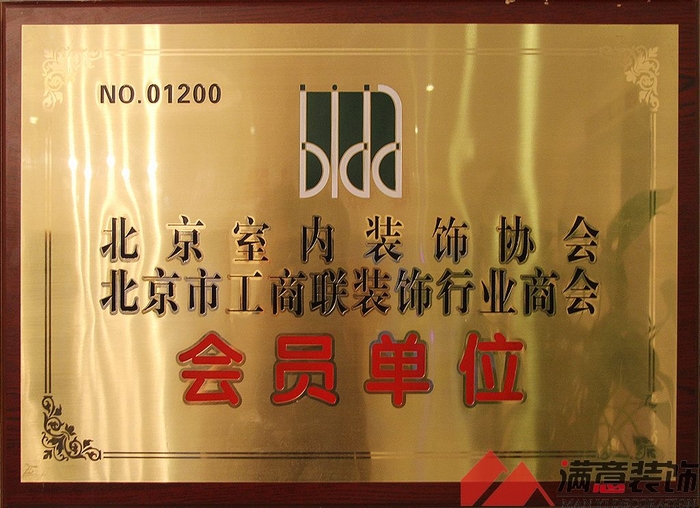 NO.01200
bida
北京室内装饰协会
北京市工商联装饰行业商会
会员单位
满意装饰